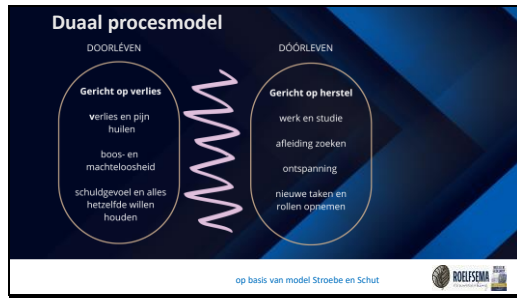 Duaal procesmodel
DOORLÉVEN
Gericht op verlies
verlies en pijn
huilen
boos- en
machteloosheid
schuldgevoel en alles
hetzelfde willen
houden
DÓÓRLEVEN
Gericht op herstel
werk en studie
afleiding zoeken
ontspanning
nieuwe taken en
rollen opnemen
op basis van model Stroebe en Schut
ROELFSEMA